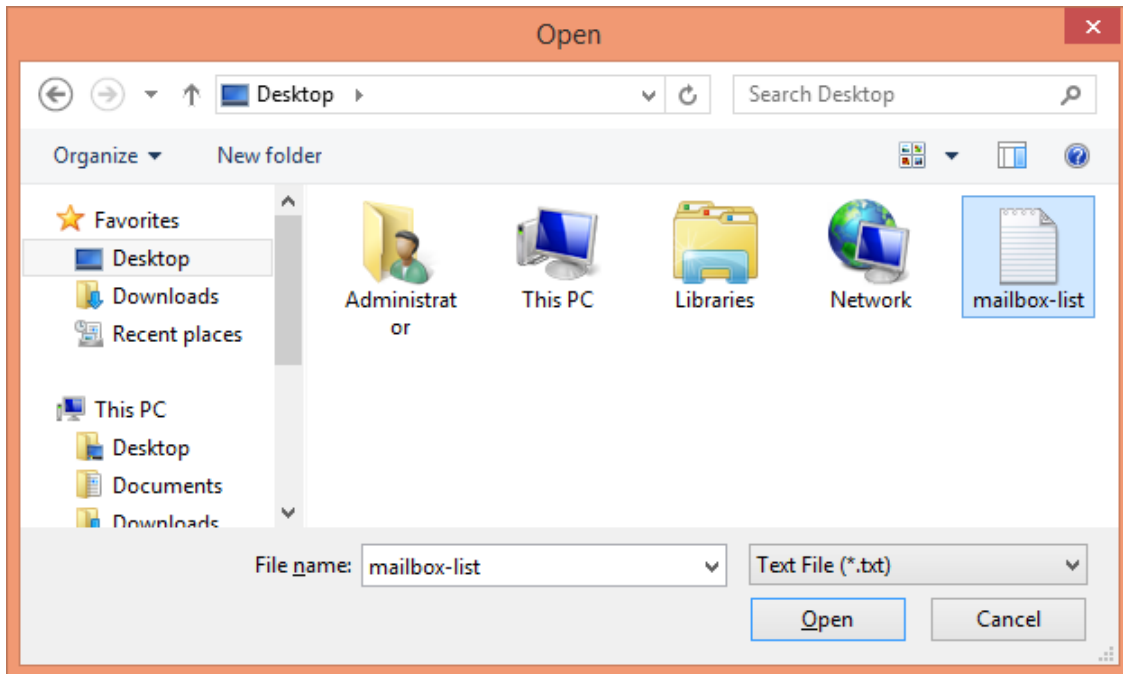 Open
Desktop
Search Desktop
Organize
New folder
Favorites
Desktop
Downloads
Recent places
This PC
Desktop
Documents
Downloads
Administrat
or
This PC
Libraries
Network
mailbox-list
File name:
mailbox-list
Text File (*.txt)
Open
Cancel